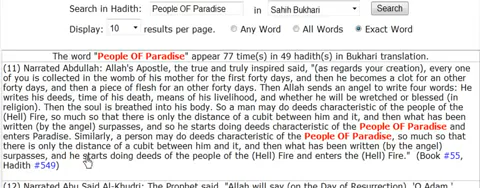 Search in Hadith: People OF Paradise in Sahih Bukhari Search
Display: 10 results per page. Any Word All Words Exact Word
The word "People OF Paradise" appear 77 time(s) in 49 hadith(s) in Bukhari translation.
(11) Narrated Abdullah: Allah's Apostle, the true and truly inspired said, "(as regards your creation), every one
of you is collected in the womb of his mother for the first forty days, and then he becomes a clot for an other
forty days, and then a piece of flesh for an other forty days. Then Allah sends an angel to write four words: He
writes his deeds, time of his death, means of his livelihood, and whether he will be wretched or blessed (in
religion). Then the soul is breathed into his body. So a man may do deeds characteristic of the people of the
(Hell) Fire, so much so that there is only the distance of a cubit between him and it, and then what has been
written (by the angel) surpasses, and so he starts doing deeds characteristic of the People OF Paradise and
enters Paradise. Similarly, a person may do deeds characteristic of the People OF Paradise, so much so that
there is only the distance of a cubit between him and it, and then what has been written (by the angel)
surpasses, and he starts doing deeds of the people of the (Hell) Fire and enters the (Hell) Fire." (Book #55,
Hadith #549)
(12) Narrated Abu Said Al-Khudri: The Prophet said, "Allah will say (on the Day of Resurrection), 'O Adam.'